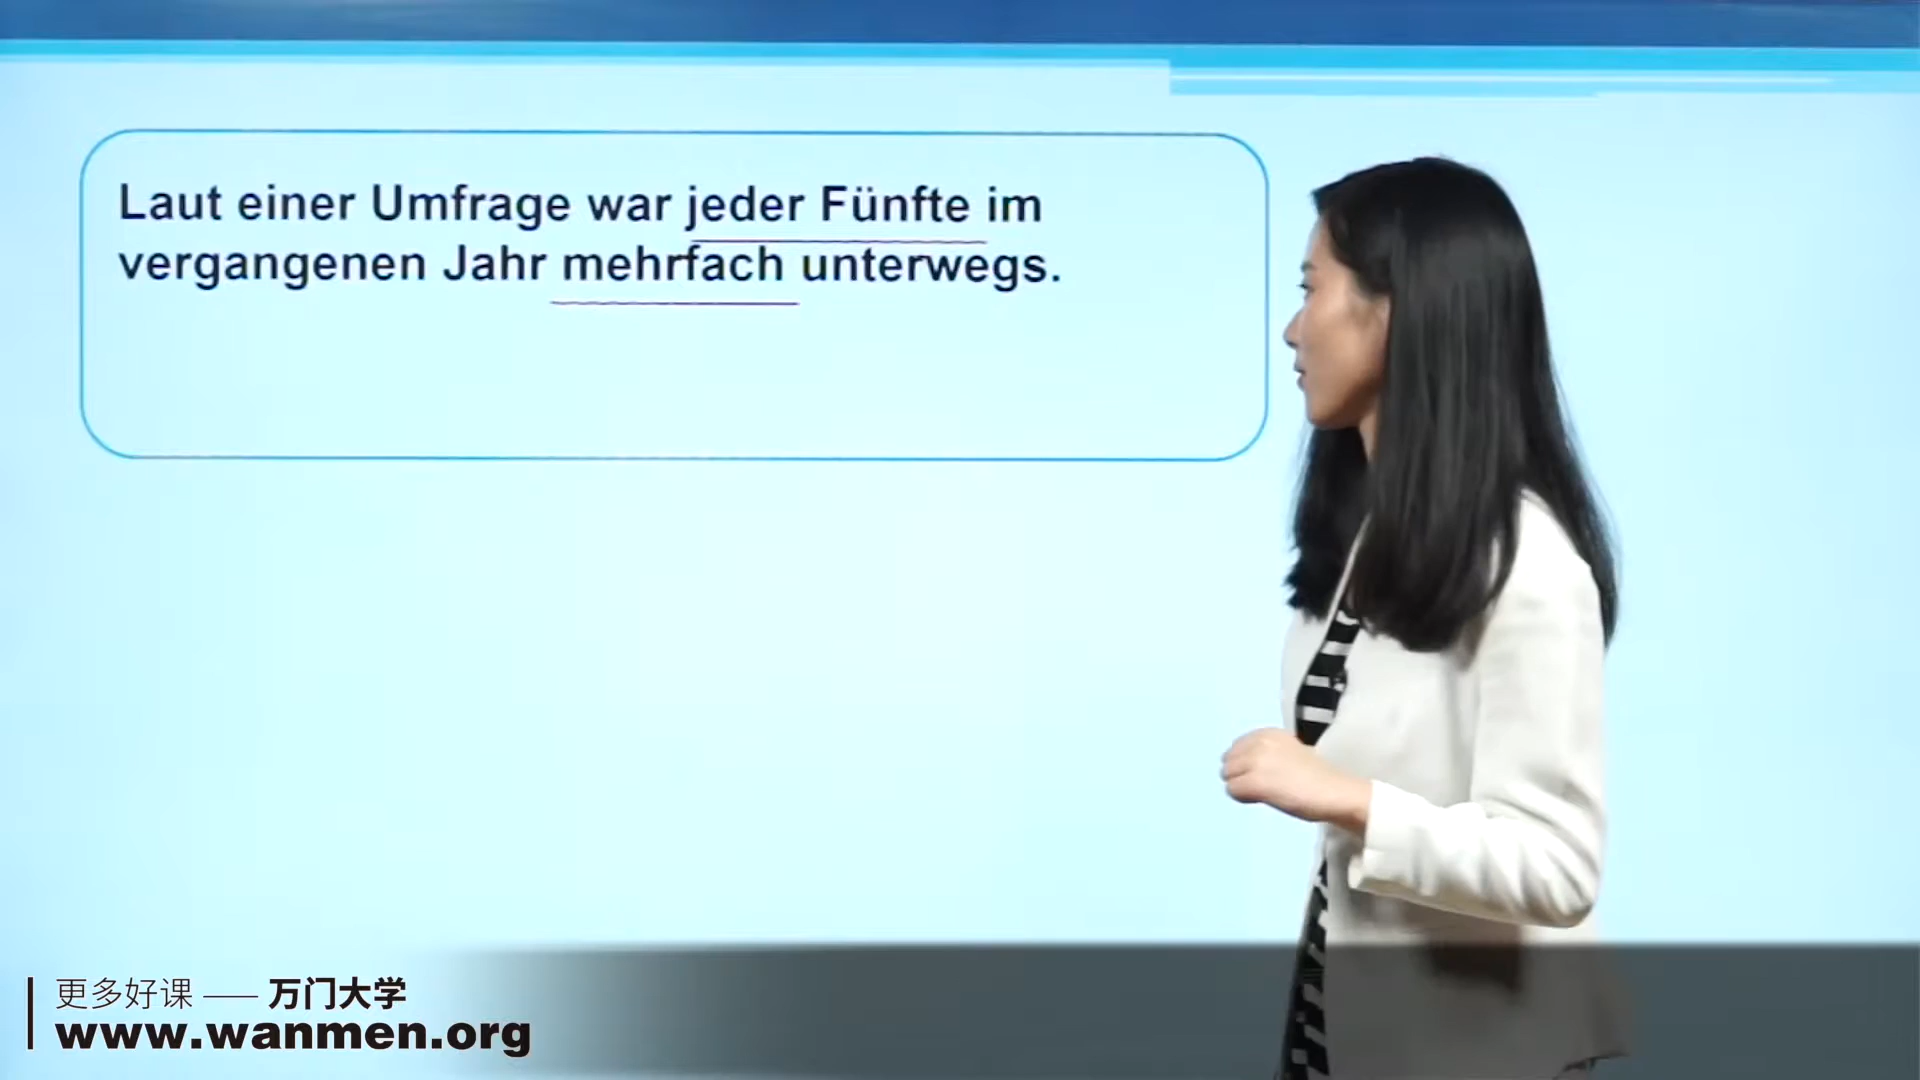 Laut einer Umfrage war jeder Fünfte im
vergangenen Jahr mehrfach unterwegs.
更多好课 —— 万门大学
www.wanmen.org